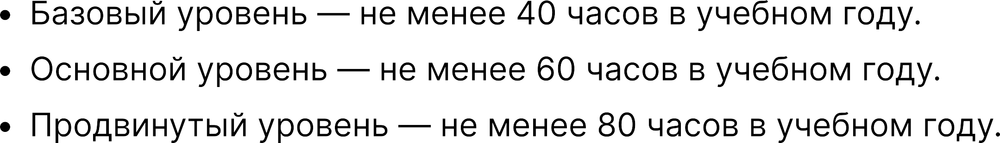 • Базовый уровень — не менее 40 часов в учебном году.
• Основной уровень — не менее 60 часов в учебном году.
• Продвинутый уровень — не менее 80 часов в учебном году.